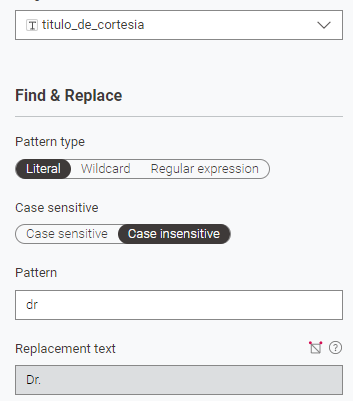 titulo_de_cortesia
Find & Replace
Pattern type
Literal Wildcard Regular expression
Case sensitive
Case sensitive Case insensitive
Pattern
dr
Replacement text
Dr.